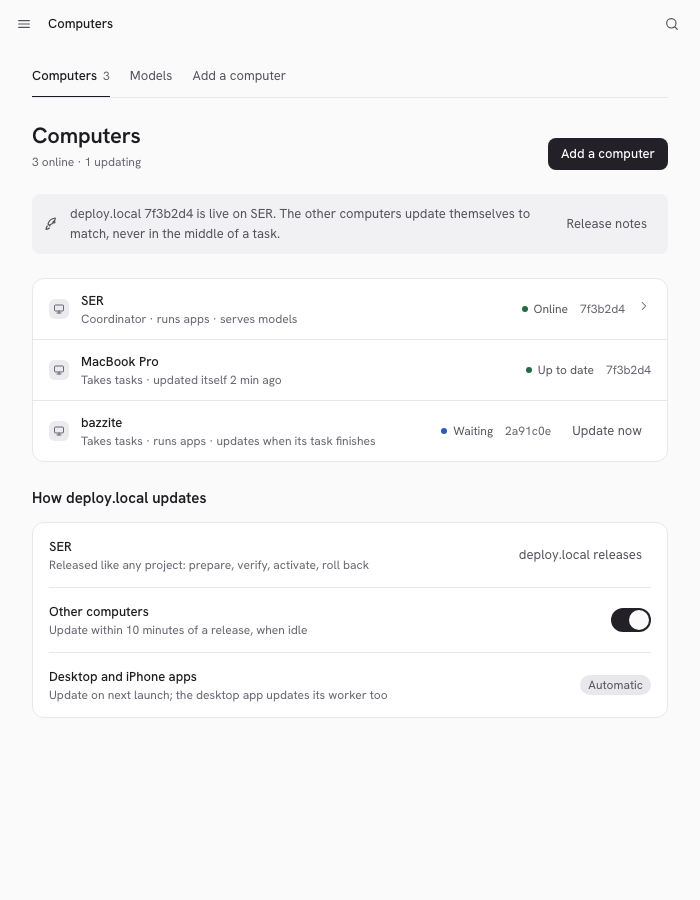 Computers
Computers 3 Models Add a computer
Computers
3 online · 1 updating
Add a computer
deploy.local 7f3b2d4 is live on SER. The other computers update themselves to
match, never in the middle of a task.
Release notes
SER
Coordinator · runs apps · serves models
Online 7f3b2d4
MacBook Pro
Takes tasks · updated itself 2 min ago
Up to date 7f3b2d4
bazzite
Takes tasks · runs apps · updates when its task finishes
Waiting 2a91c0e Update now
How deploy.local updates
SER
Released like any project: prepare, verify, activate, roll back
deploy.local releases
Other computers
Update within 10 minutes of a release, when idle
Desktop and iPhone apps
Update on next launch; the desktop app updates its worker too
Automatic